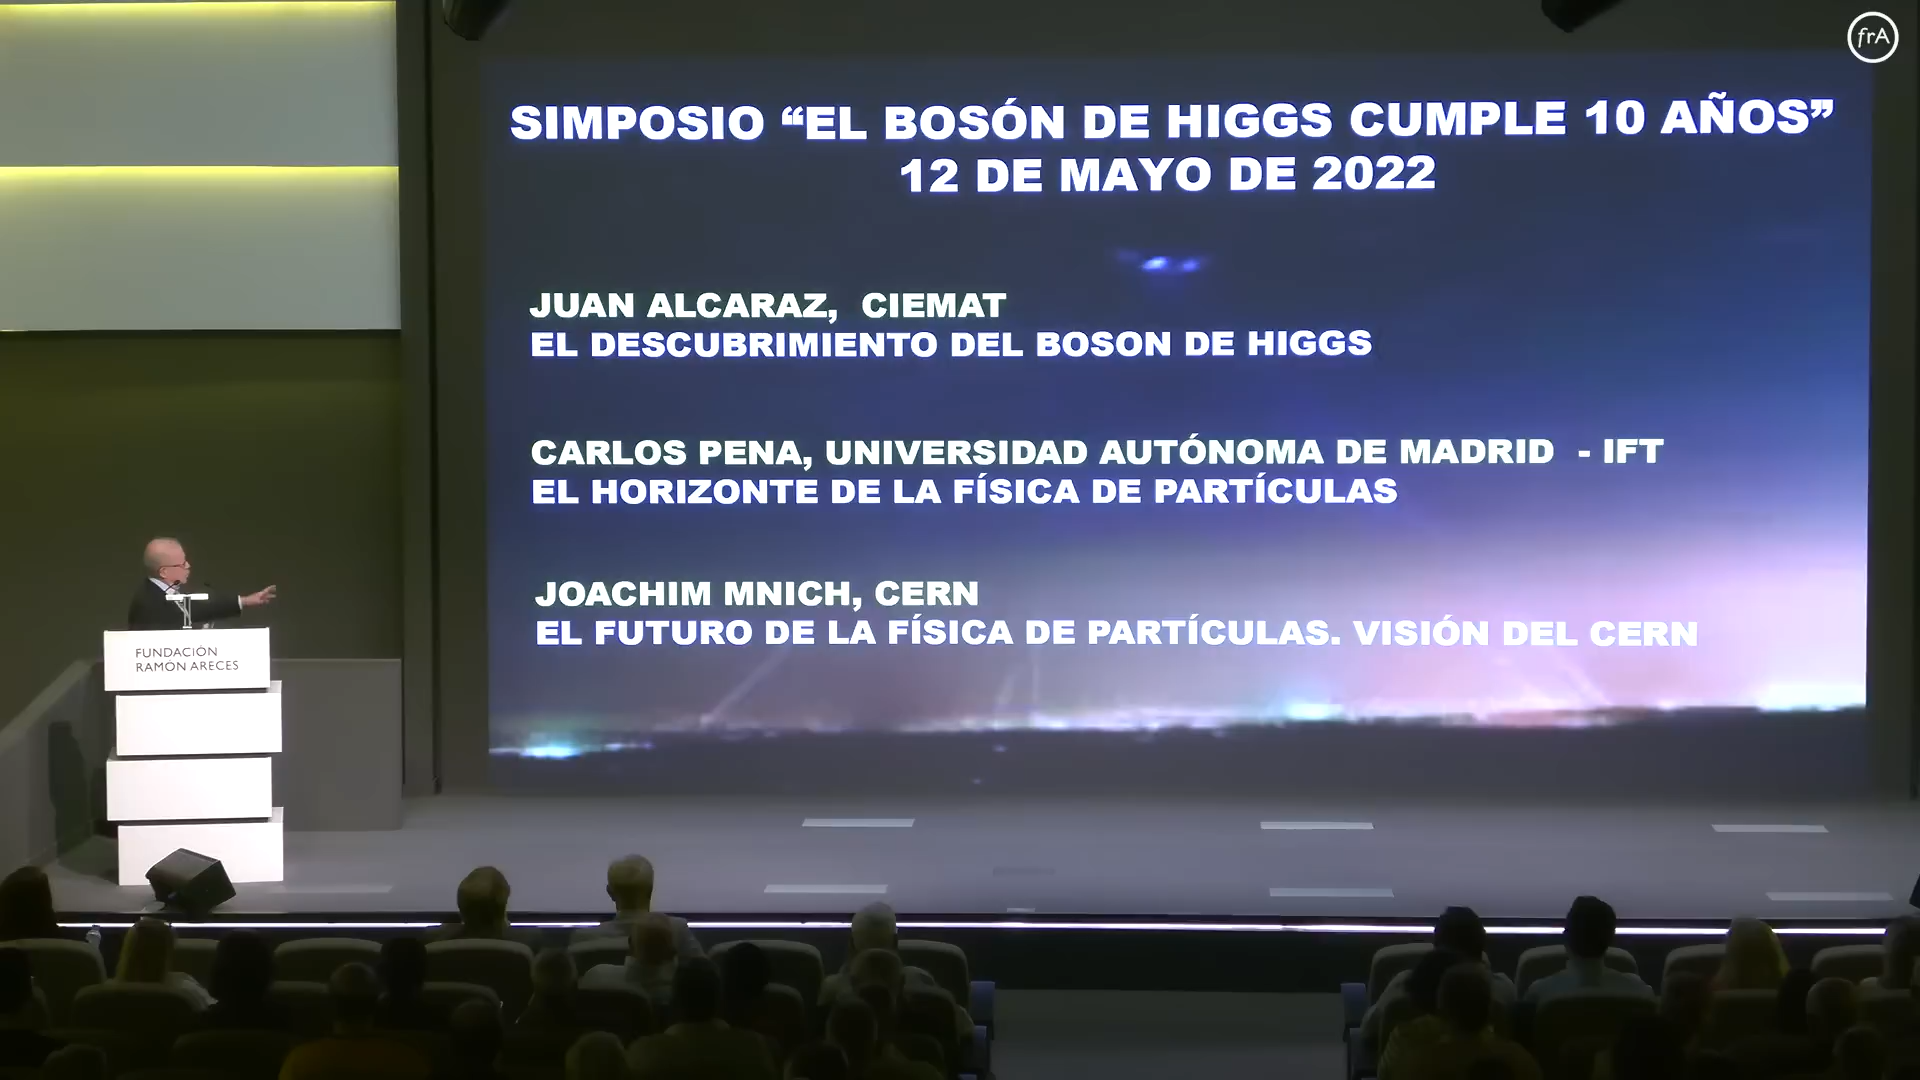 frA
SIMPOSIO “EL BOSÓN DE HIGGS CUMPLE 10 AÑOS”
12 DE MAYO DE 2022
JUAN ALCARAZ, CIEMAT
EL DESCUBRIMIENTO DEL BOSON DE HIGGS
CARLOS PENA, UNIVERSIDAD AUTÓNOMA DE MADRID - IFT
EL HORIZONTE DE LA FÍSICA DE PARTÍCULAS
JOACHIM MNICH, CERN
EL FUTURO DE LA FÍSICA DE PARTÍCULAS. VISIÓN DEL CERN
FUNDACIÓN
RAMÓN ARECES